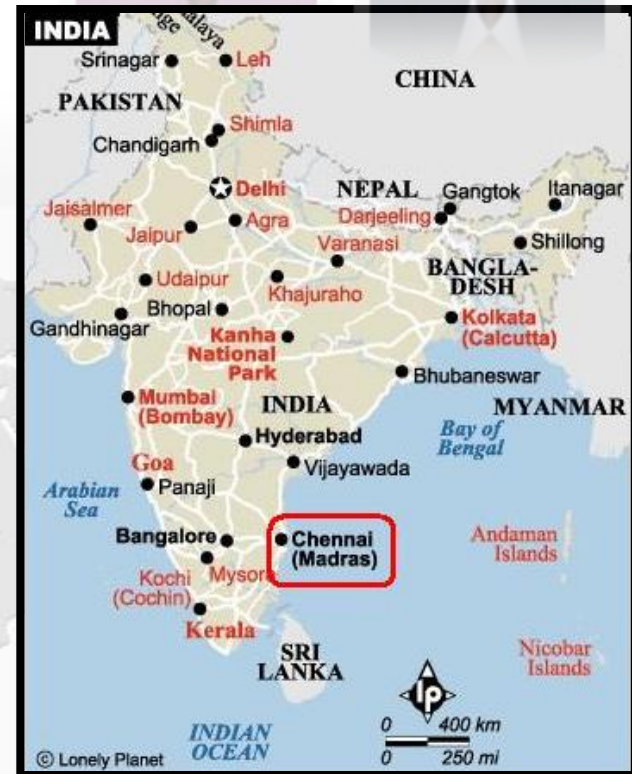 INDIA
Himalaya
Srinagar
Leh
CHINA
PAKISTAN
Shimla
Chandigarh
Delhi
NEPAL
Gangtok
Itanagar
Jaisalmer
Agra
Darjeeling
Jaipur
Varanasi
Shillong
BANGLA-
DESH
Udaipur
Khajuraho
Bhopal
Gandhinagar
Kolkata
(Calcutta)
Kanha
National
Park
Bhubaneswar
Mumbai
(Bombay)
INDIA
MYANMAR
Hyderabad
Bay of
Bengal
Goa
Vijayawada
Panaji
Arabian
Sea
Bangalore
Chennai
(Madras)
Andaman
Islands
Mysore
Kochi
(Cochin)
Kerala
SRI
LANKA
Nicobar
Islands
lp
INDIAN
OCEAN
0 400 km
0 250 mi
© Lonely Planet